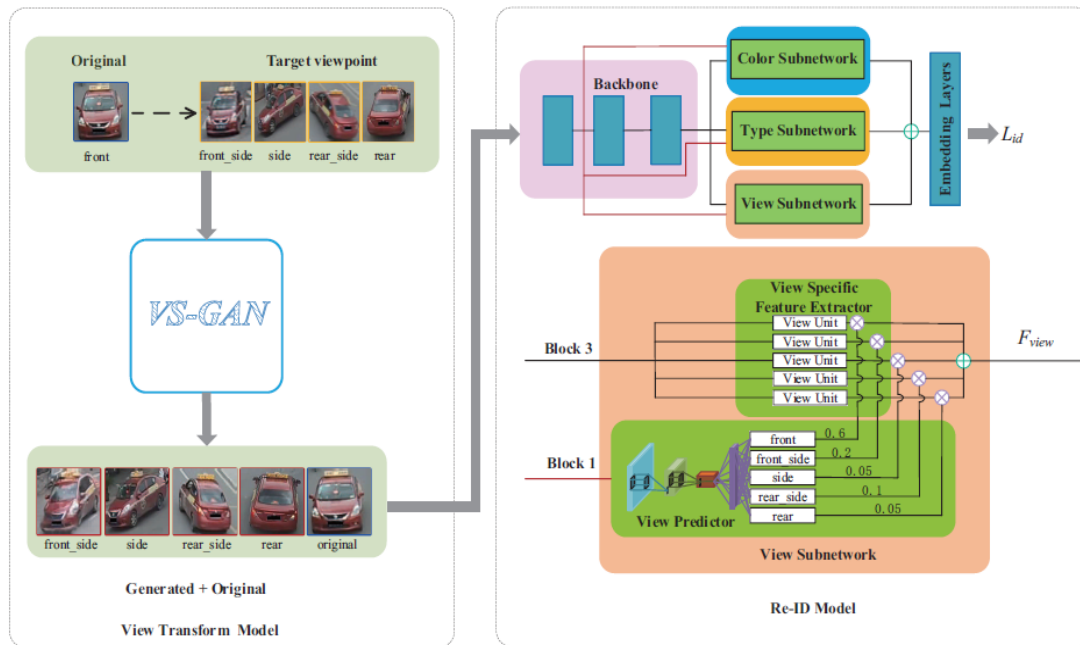 Original
Target viewpoint
front
front_side
side
rear_side
rear
VS-GAN
front_side
side
rear_side
rear
original
Generated + Original
View Transform Model
Backbone
Color Subnetwork
Type Subnetwork
View Subnetwork
Embedding Layers
L_id
View Specific
Feature Extractor
View Unit
View Unit
View Unit
View Unit
View Unit
Block 3
F_view
Block 1
View Predictor
front
front_side
side
rear_side
rear
0.6
0.2
0.05
0.1
0.05
View Subnetwork
Re-ID Model